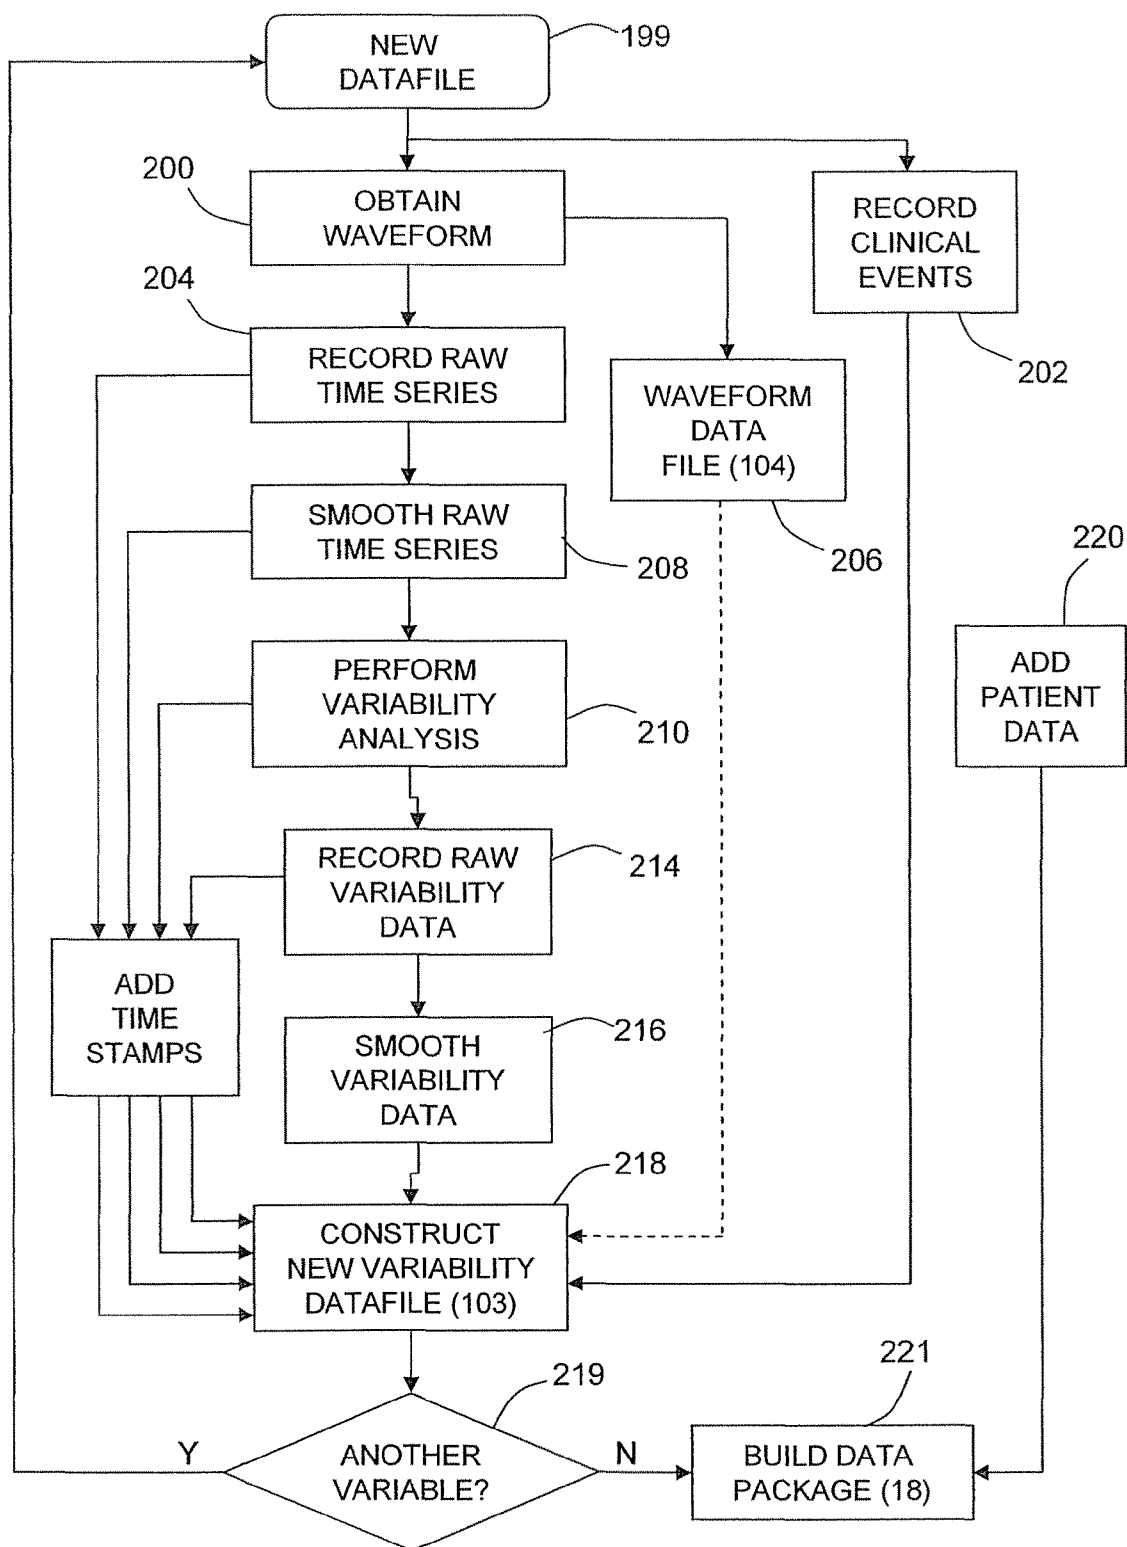 NEW
DATAFILE
199
200
OBTAIN
WAVEFORM
RECORD
CLINICAL
EVENTS
202
204
RECORD RAW
TIME SERIES
WAVEFORM
DATA
FILE (104)
206
SMOOTH RAW
TIME SERIES
208
220
ADD
PATIENT
DATA
PERFORM
VARIABILITY
ANALYSIS
210
RECORD RAW
VARIABILITY
DATA
214
ADD
TIME
STAMPS
SMOOTH
VARIABILITY
DATA
216
218
CONSTRUCT
NEW VARIABILITY
DATAFILE (103)
219
ANOTHER
VARIABLE?
Y
N
221
BUILD DATA
PACKAGE (18)